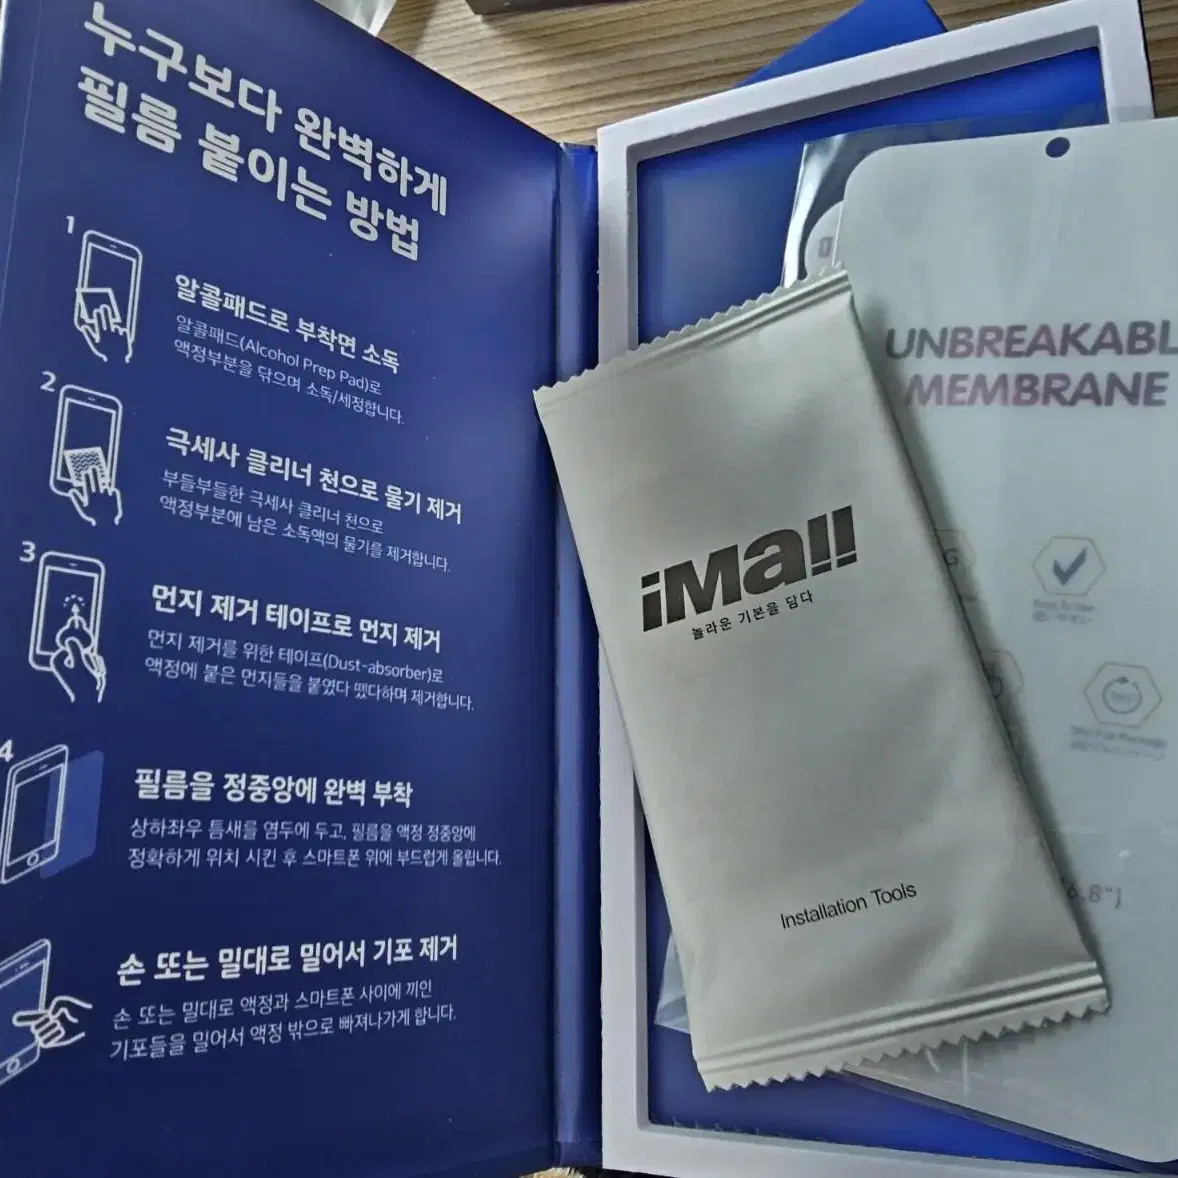 누구보다 완벽하게
필름 붙이는 방법
1
알콜패드로 부착면 소독
알콜패드(Alcohol Prep Pad)로
액정부분을 닦으며 소독/세정합니다.
2
극세사 클리너 천으로 물기 제거
부들부들한 극세사 클리너 천으로
액정부분에 남은 소독액의 물기를 제거합니다.
3
먼지 제거 테이프로 먼지 제거
먼지 제거를 위한 테이프(Dust-absorber)로
액정에 붙은 먼지들을 붙였다 뗐다하며 제거합니다.
4
필름을 정중앙에 완벽 부착
상하좌우 틈새를 염두에 두고, 필름을 액정 정중앙에
정확하게 위치 시킨 후 스마트폰 위에 부드럽게 올립니다.
손 또는 밀대로 밀어서 기포 제거
손 또는 밀대로 액정과 스마트폰 사이에 끼인
기포들을 밀어서 액정 밖으로 빠져나가게 합니다.
iMall
놀라운 기본을 담다
Installation Tools
UNBREAKABL
MEMBRANE
Easy To Use
6.8"]